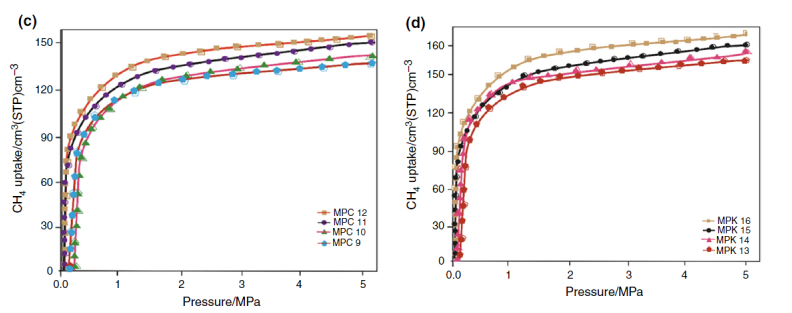 (c)
CH4 uptake/cm3(STP)cm−3
150
120
90
60
30
0
0.0 1 2 3 4 5
Pressure/MPa
MPC 12
MPC 11
MPC 10
MPC 9
(d)
CH4 uptake/cm3(STP)cm−3
160
150
120
90
60
30
0
0.0 1 2 3 4 5
Pressure/MPa
MPK 16
MPK 15
MPK 14
MPK 13